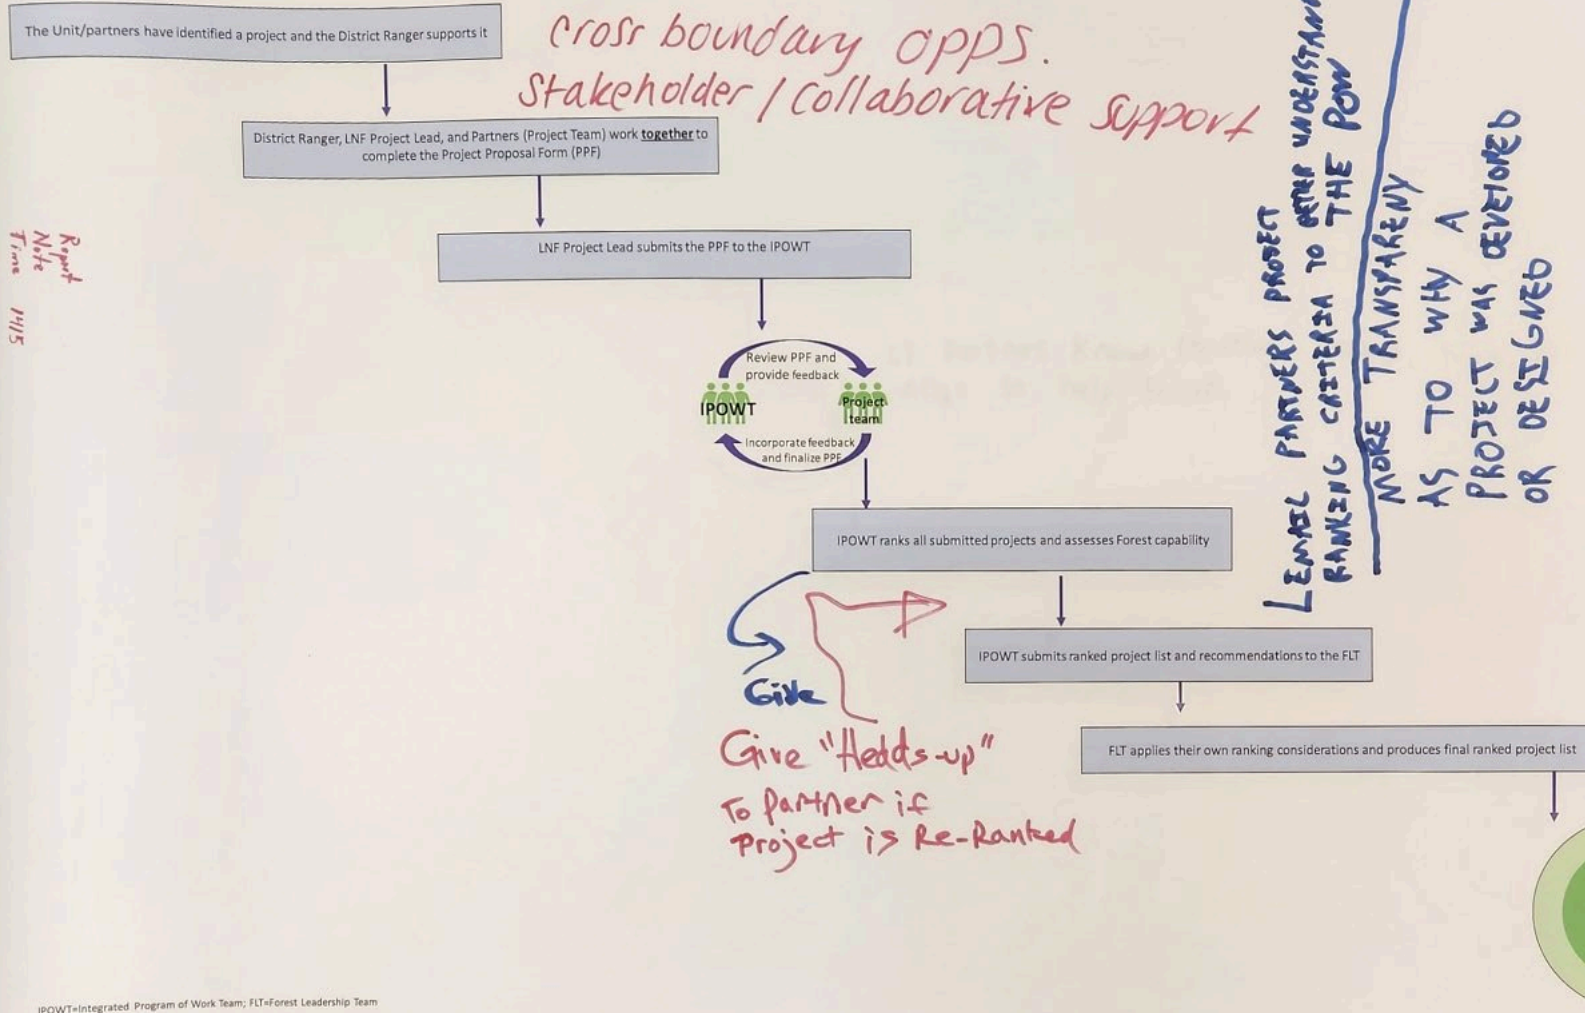 The Unit/partners have identified a project and the District Ranger supports it
Cross boundary opps.
Stakeholder / Collaborative support
District Ranger, LNF Project Lead, and Partners (Project Team) work together to
complete the Project Proposal Form (PPF)
LNF Project Lead submits the PPF to the IPOWT
Report
Note
Time 1415
Review PPF and
provide feedback
IPOWT
Project
team
Incorporate feedback
and finalize PPF
IPOWT ranks all submitted projects and assesses Forest capability
IPOWT submits ranked project list and recommendations to the FLT
FLT applies their own ranking considerations and produces final ranked project list
Give
Give "Hedds-up"
To Partner if
Project is Re-Ranked
EMAIL PARTNERS PROJECT
RANKING CRITERIA TO BETTER UNDERSTAND
THE POW
MORE TRANSPARENY
AS TO WHY A
PROJECT WAS DEVELOPED
OR DESIGNED
IPOWT=Integrated Program of Work Team; FLT=Forest Leadership Team